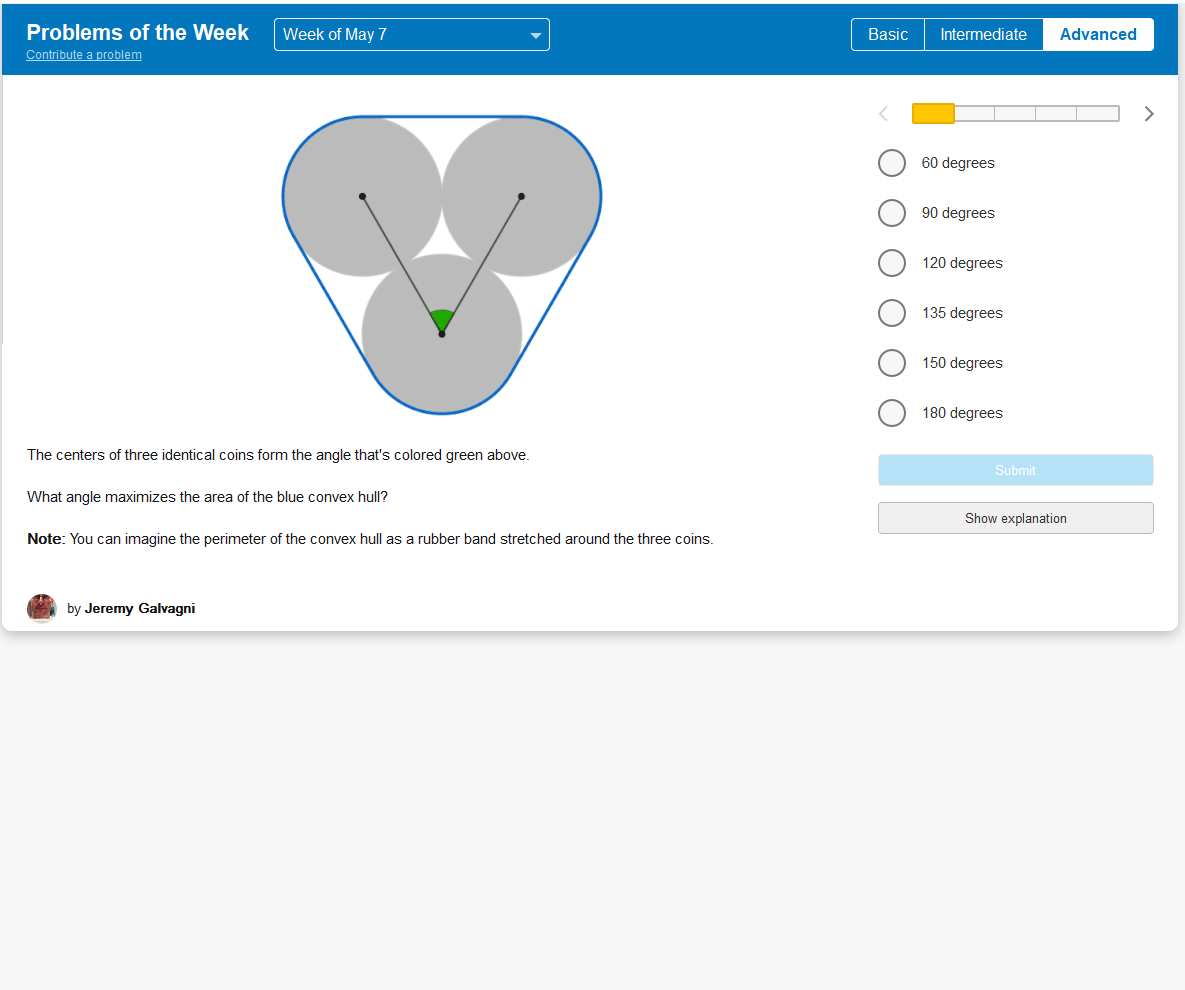 Problems of the Week
Contribute a problem
Week of May 7
Basic
Intermediate
Advanced
60 degrees
90 degrees
120 degrees
135 degrees
150 degrees
180 degrees
Submit
Show explanation
The centers of three identical coins form the angle that's colored green above.
What angle maximizes the area of the blue convex hull?
Note: You can imagine the perimeter of the convex hull as a rubber band stretched around the three coins.
by Jeremy Galvagni